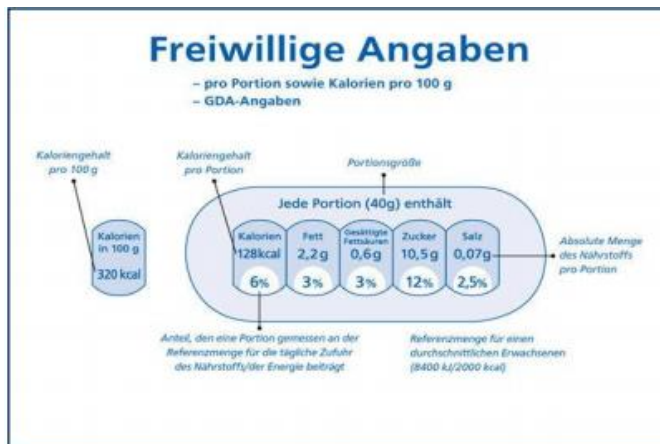 Freiwillige Angaben
– pro Portion sowie Kalorien pro 100 g
– GDA-Angaben
Kaloriengehalt
pro 100 g
Kaloriengehalt
pro Portion
Portionsgröße
Jede Portion (40g) enthält
Kalorien
in 100 g
320 kcal
Kalorien
128kcal
6%
Fett
2,2g
3%
Gesättigte
Fettsäuren
0,6g
3%
Zucker
10,5g
12%
Salz
0,07g
2,5%
Absolute Menge
des Nährstoffs
pro Portion
Anteil, den eine Portion gemessen an der
Referenzmenge für die tägliche Zufuhr
des Nährstoffs/der Energie beiträgt
Referenzmenge für einen
durchschnittlichen Erwachsenen
(8400 kJ/2000 kcal)